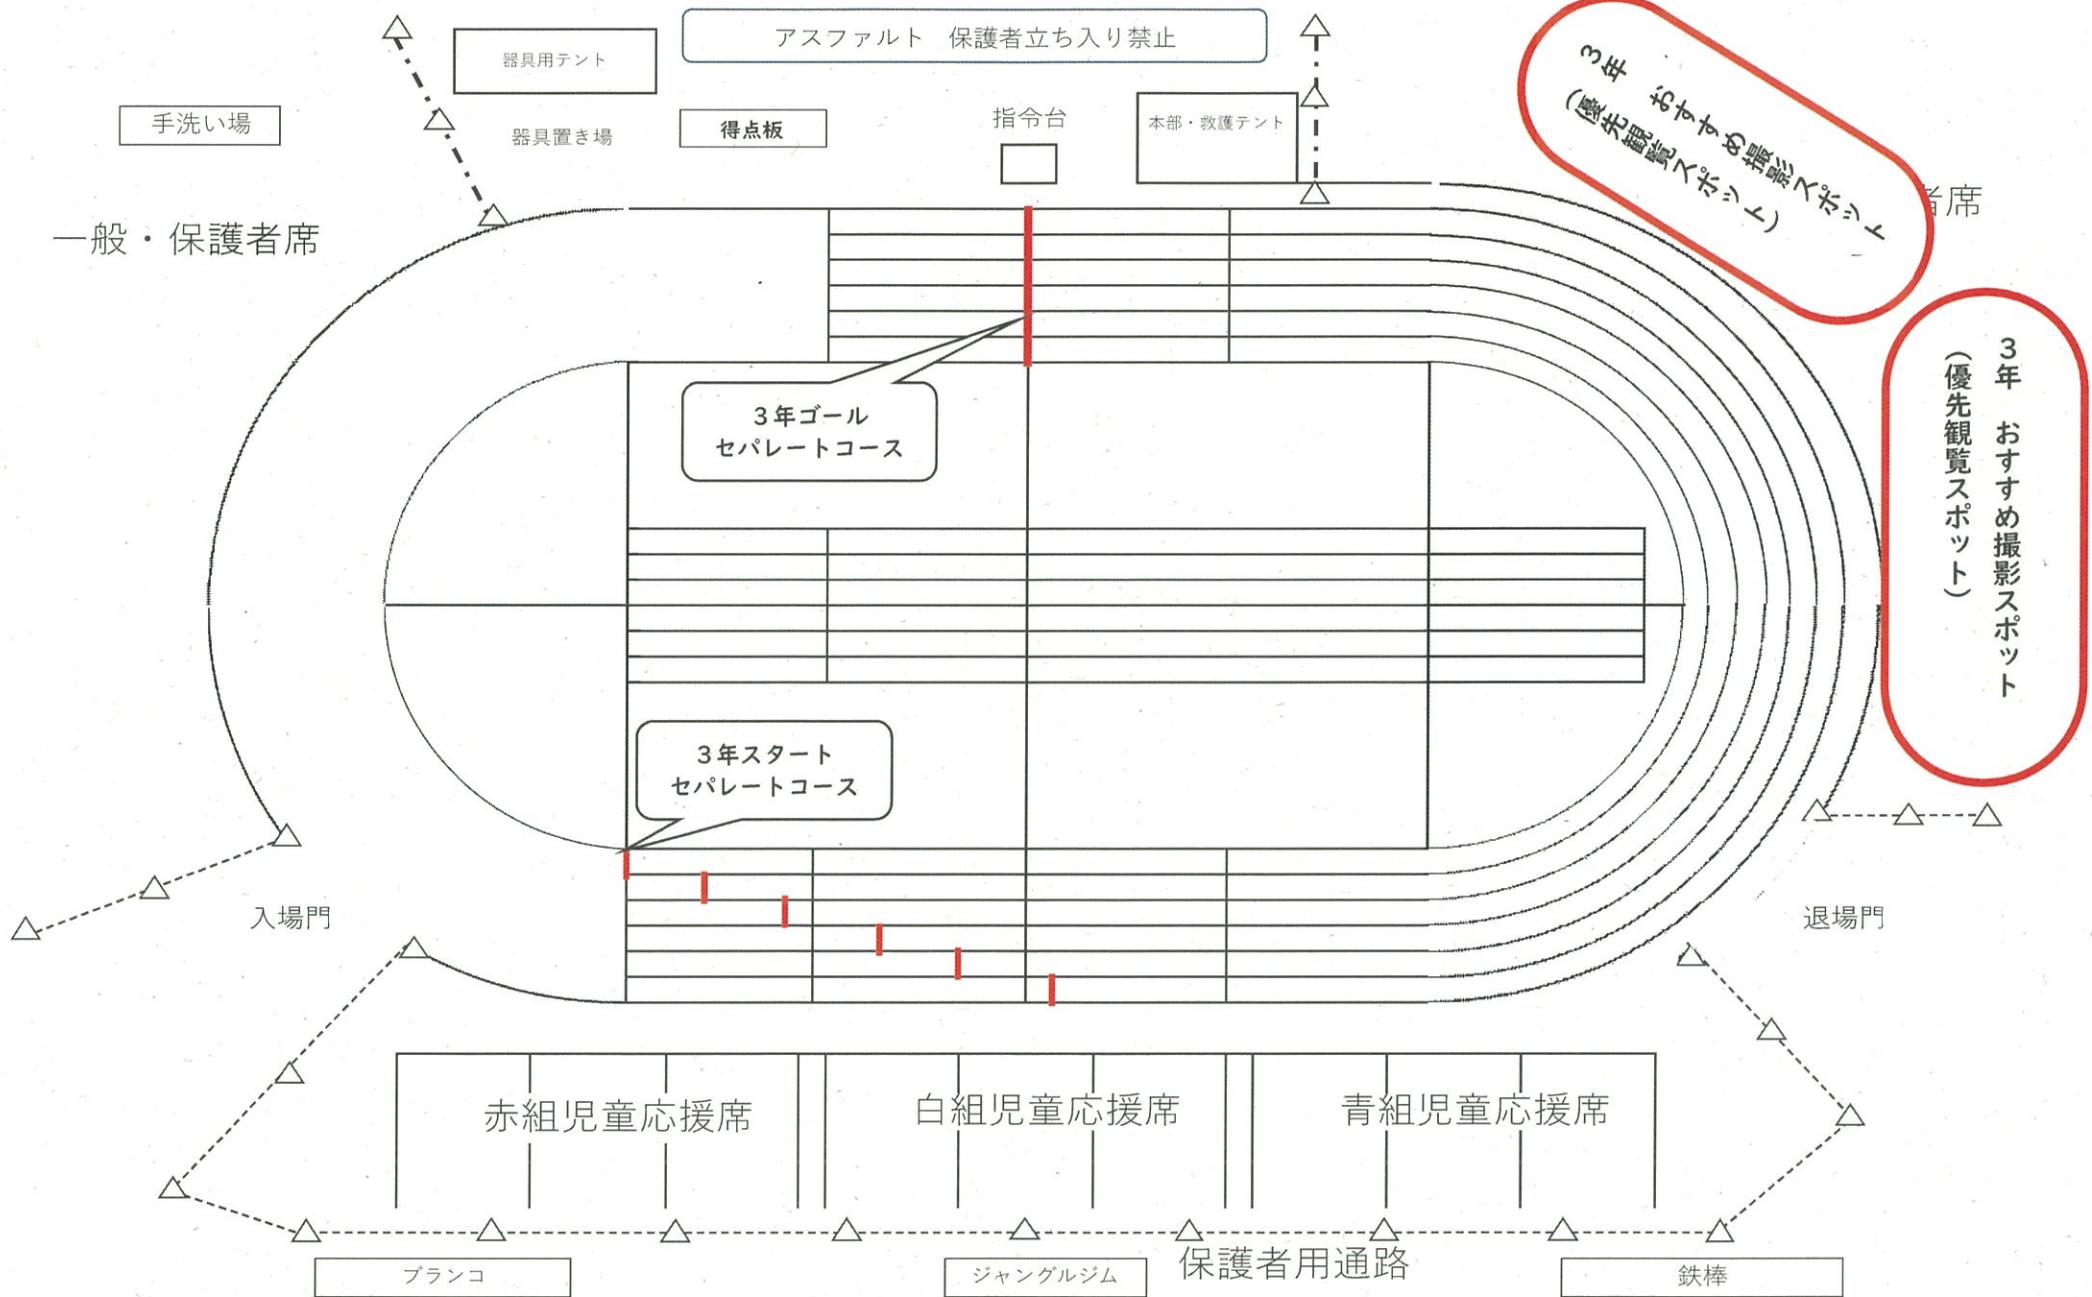 アスファルト　保護者立ち入り禁止
器具用テント
手洗い場
器具置き場
得点板
指令台
本部・救護テント
３年　おすすめ撮影スポット
（優先観覧スポット）
一般・保護者席
者席
３年　おすすめ撮影スポット
（優先観覧スポット）
３年ゴール
セパレートコース
３年スタート
セパレートコース
入場門
退場門
赤組児童応援席
白組児童応援席
青組児童応援席
保護者用通路
ブランコ
ジャングルジム
鉄棒